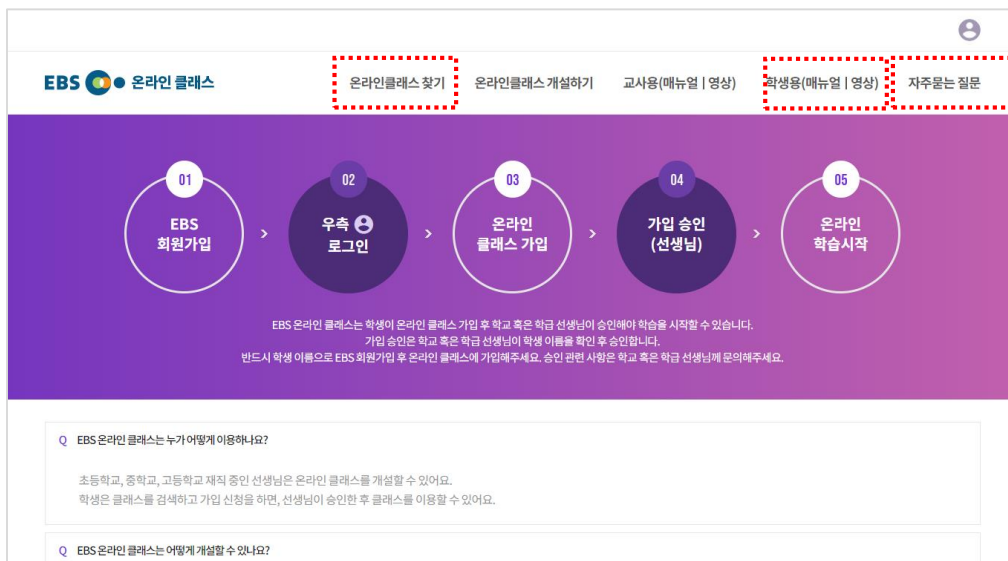 EBS 온라인 클래스
온라인클래스 찾기
온라인클래스 개설하기
교사용(매뉴얼 | 영상)
학생용(매뉴얼 | 영상)
자주묻는 질문
01
EBS
회원가입
>
02
우측
로그인
>
03
온라인
클래스 가입
>
04
가입 승인
(선생님)
>
05
온라인
학습시작
EBS 온라인 클래스는 학생이 온라인 클래스 가입 후 학교 혹은 학급 선생님이 승인해야 학습을 시작할 수 있습니다.
가입 승인은 학교 혹은 학급 선생님이 학생 이름을 확인 후 승인합니다.
반드시 학생 이름으로 EBS 회원가입 후 온라인 클래스에 가입해주세요. 승인 관련 사항은 학교 혹은 학급 선생님께 문의해주세요.
Q EBS 온라인 클래스는 누가 어떻게 이용하나요?
초등학교, 중학교, 고등학교 재직 중인 선생님은 온라인 클래스를 개설할 수 있어요.
학생은 클래스를 검색하고 가입 신청을 하면, 선생님이 승인한 후 클래스를 이용할 수 있어요.
Q EBS 온라인 클래스는 어떻게 개설할 수 있나요?